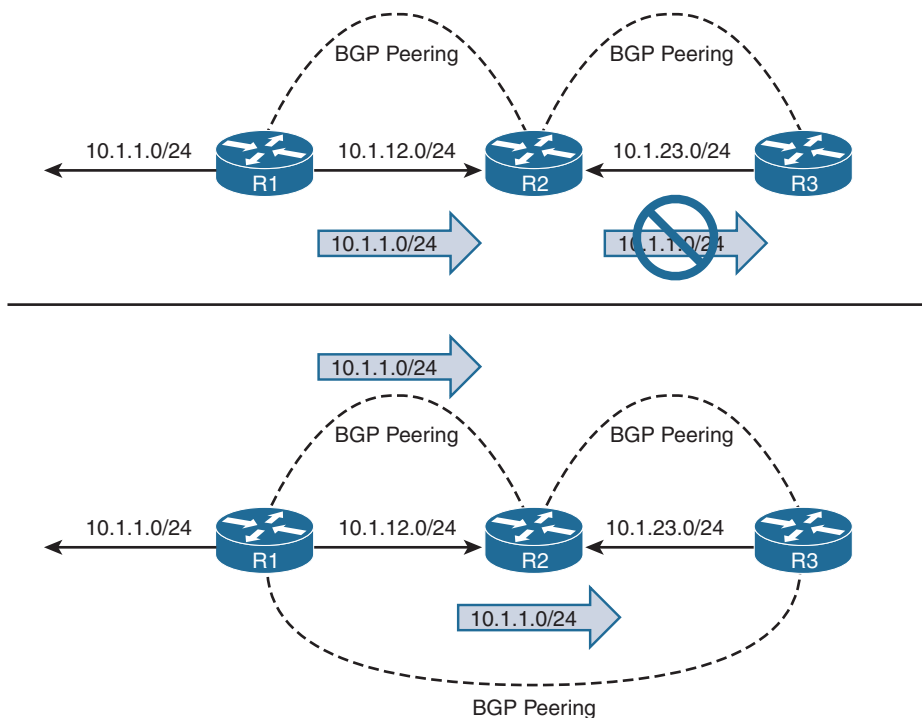 BGP Peering
BGP Peering
10.1.1.0/24
10.1.12.0/24
10.1.23.0/24
R1
R2
R3
10.1.1.0/24
10.1.1.0/24
10.1.1.0/24
BGP Peering
BGP Peering
10.1.1.0/24
10.1.12.0/24
10.1.23.0/24
R1
R2
R3
10.1.1.0/24
BGP Peering